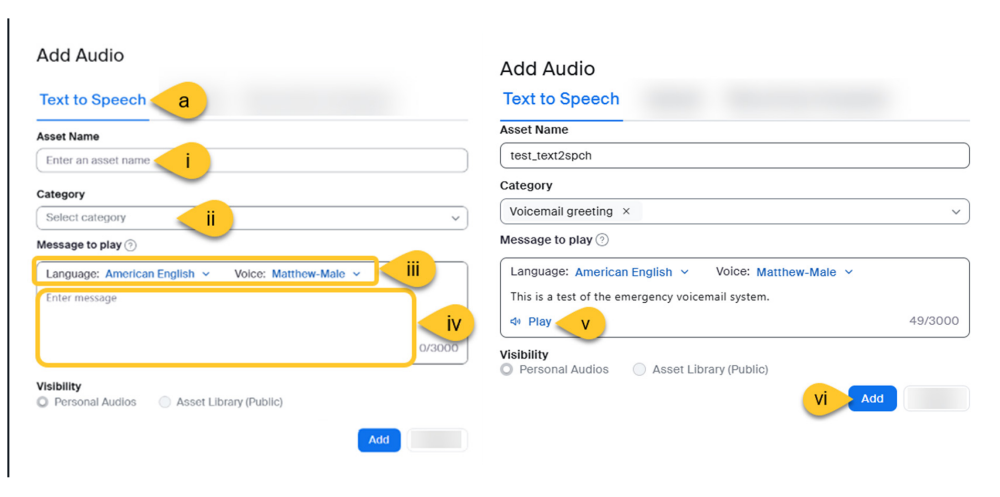 Add Audio
Text to Speech
a
Asset Name
Enter an asset name
i
Category
Select category
ii
Message to play ?
Language: American English Voice: Matthew-Male
iii
Enter message
iv
0/3000
Visibility
Personal Audios Asset Library (Public)
Add
Add Audio
Text to Speech
Asset Name
test_text2spch
Category
Voicemail greeting ×
Message to play ?
Language: American English Voice: Matthew-Male
This is a test of the emergency voicemail system.
Play
v
49/3000
Visibility
Personal Audios Asset Library (Public)
vi
Add